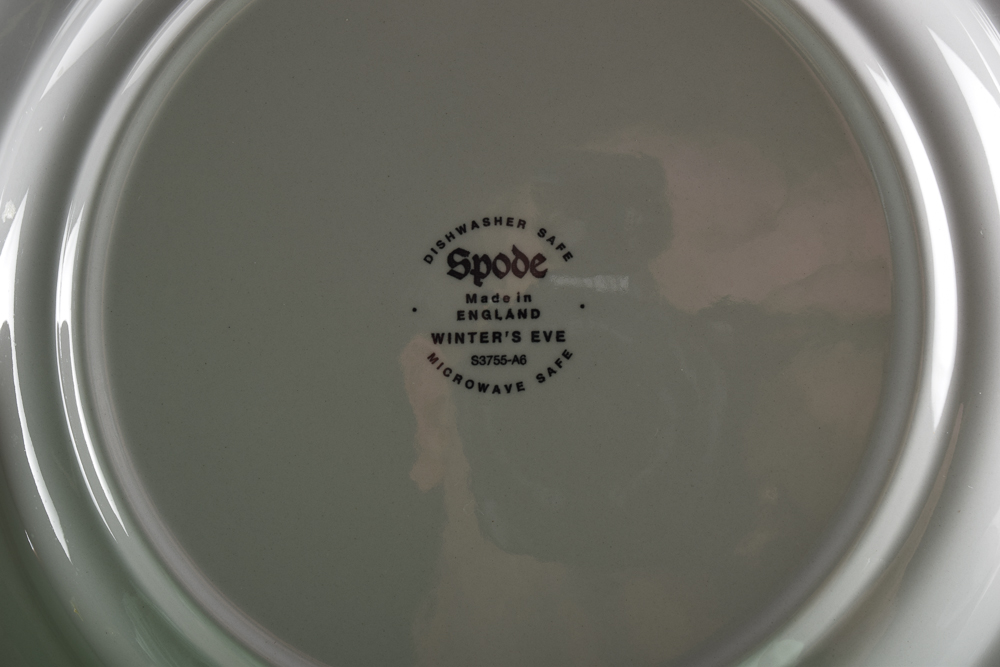 DISHWASHER SAFE
Spode
Made in
ENGLAND
WINTER'S EVE
S3755-A6
MICROWAVE SAFE